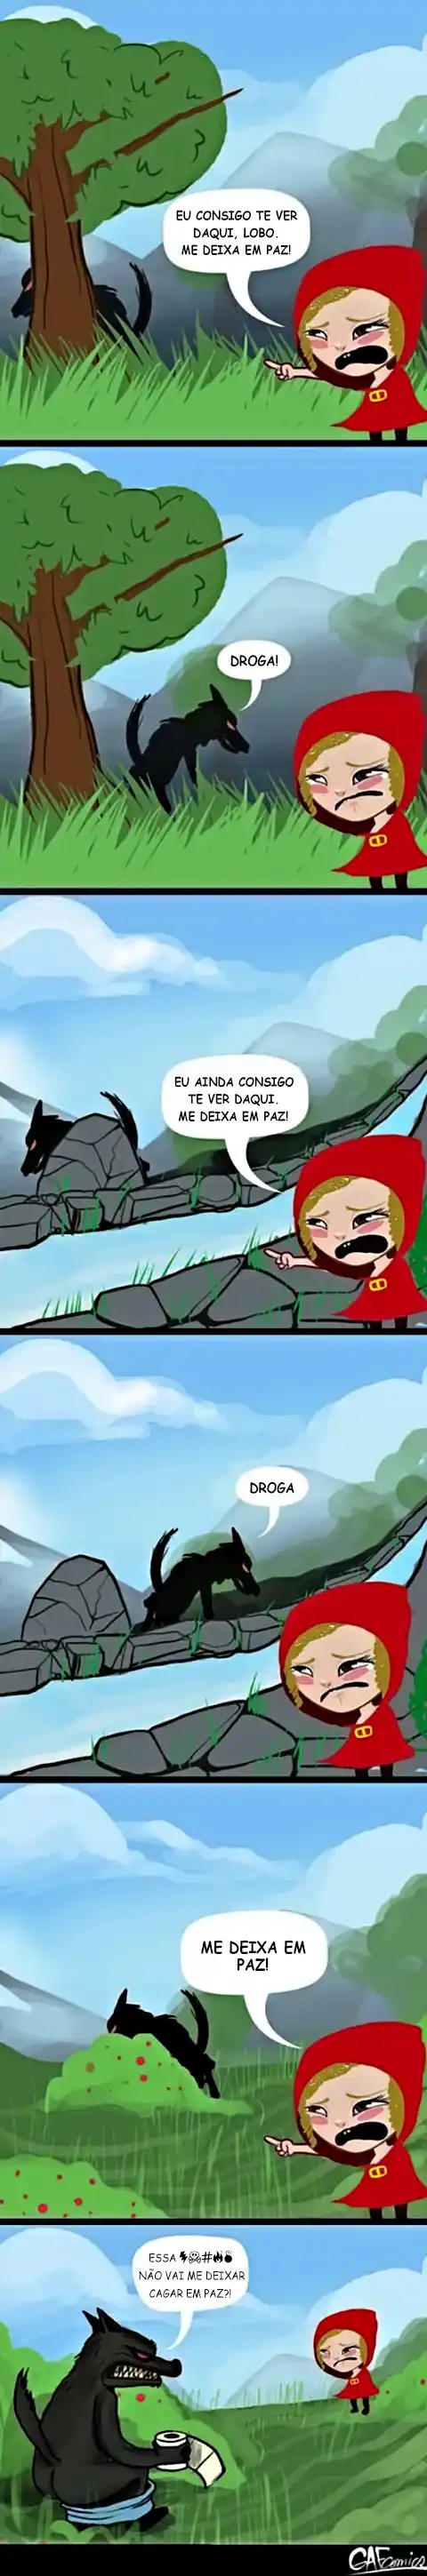 EU CONSIGO TE VER
DAQUI, LOBO.
ME DEIXA EM PAZ!
DROGA!
EU AINDA CONSIGO
TE VER DAQUI.
ME DEIXA EM PAZ!
DROGA
ME DEIXA EM
PAZ!
ESSA #
NÃO VAI ME DEIXAR
CAGAR EM PAZ?!